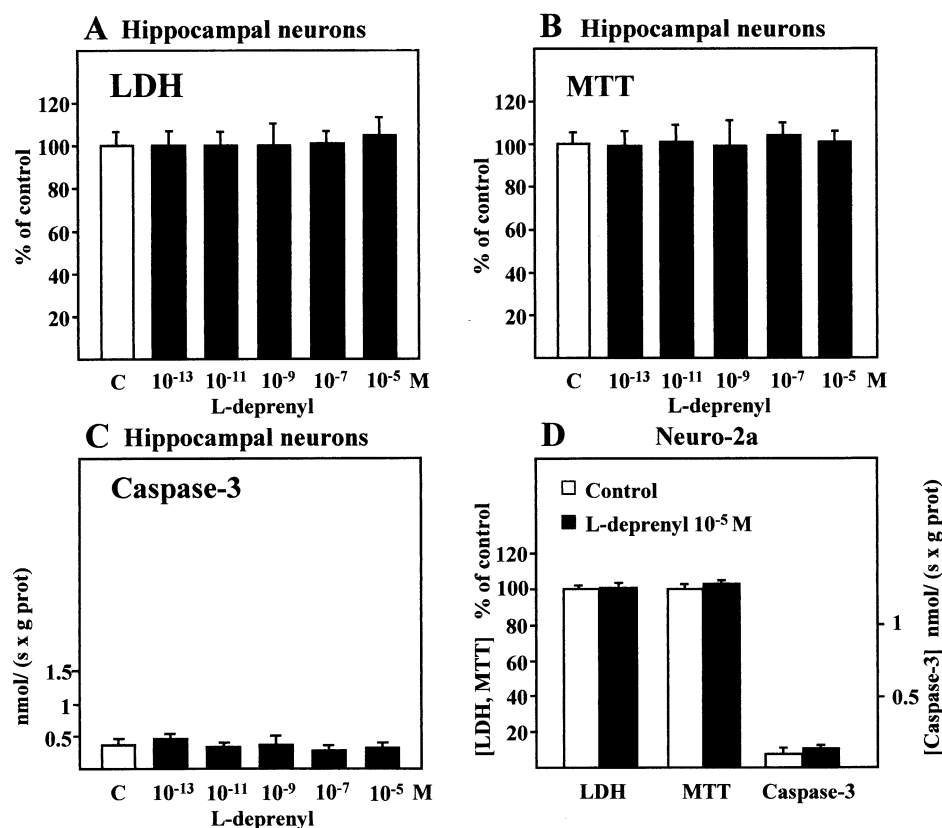 A Hippocampal neurons
LDH
% of control
120
100
80
60
40
20
C 10⁻¹³ 10⁻¹¹ 10⁻⁹ 10⁻⁷ 10⁻⁵ M
L-deprenyl
B Hippocampal neurons
MTT
% of control
120
100
80
60
40
20
C 10⁻¹³ 10⁻¹¹ 10⁻⁹ 10⁻⁷ 10⁻⁵ M
L-deprenyl
C Hippocampal neurons
Caspase-3
nmol/ (s x g prot)
1.5
1
0.5
C 10⁻¹³ 10⁻¹¹ 10⁻⁹ 10⁻⁷ 10⁻⁵ M
L-deprenyl
D Neuro-2a
Control
L-deprenyl 10⁻⁵ M
[LDH, MTT] % of control
120
100
80
60
40
20
1
0.5
[Caspase-3] nmol/ (s x g prot)
LDH MTT Caspase-3